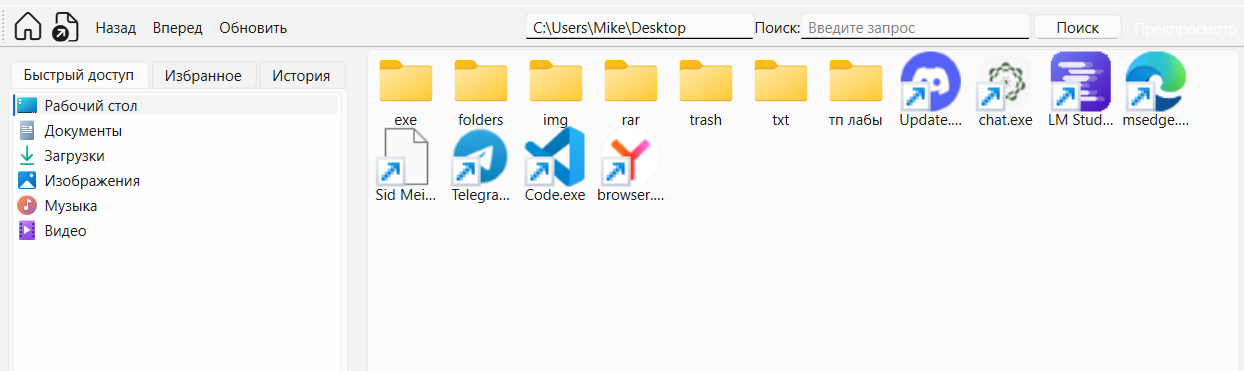 Назад Вперед Обновить C:\Users\Mike\Desktop Поиск: Введите запрос Поиск Предпросмотр
Быстрый доступ Избранное История
Рабочий стол
Документы
Загрузки
Изображения
Музыка
Видео
exe folders img rar trash txt тп лабы Update.... chat.exe LM Stud... msedge....
Sid Mei... Telegra... Code.exe browser....